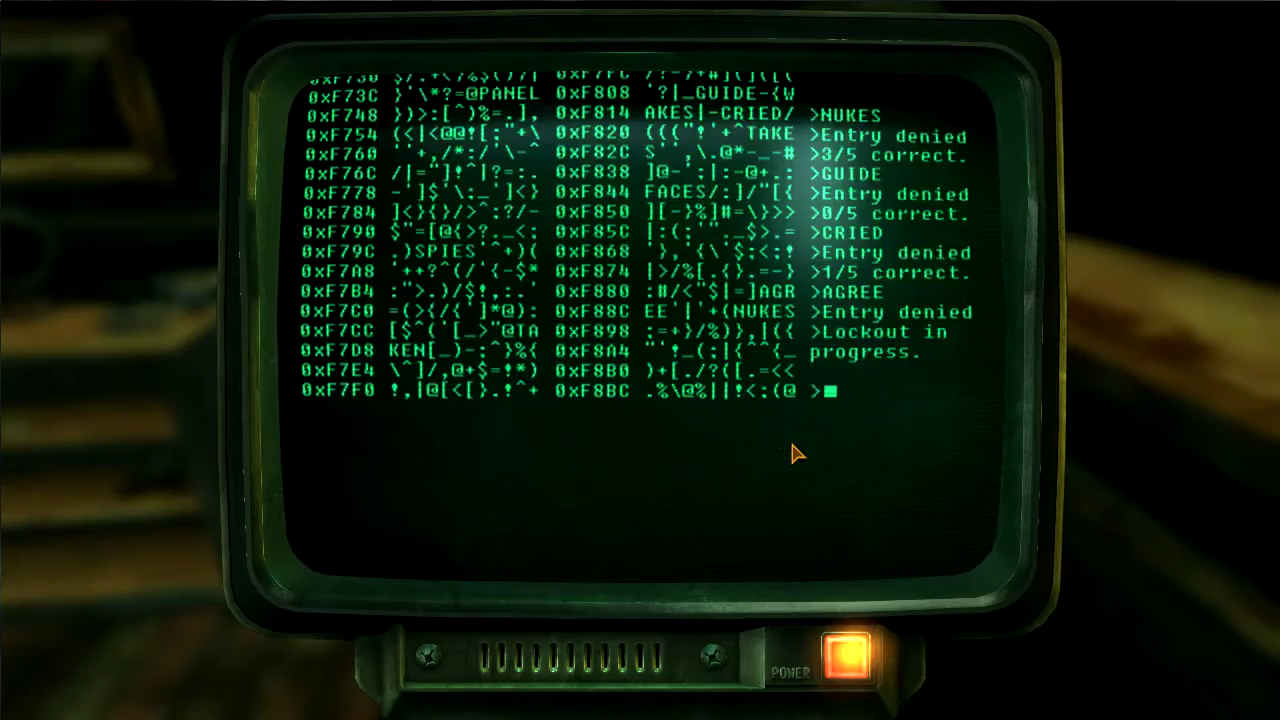 0xF73C }'\*?=@PANEL 0xF808 '?|_GUIDE-{W
0xF748 })>:[^)%=.], 0xF814 AKES|-CRIED/ >NUKES
0xF754 (<|<@@![;"+\ 0xF820 ((("!'+^TAKE >Entry denied
0xF760 ''+,/*:/'\-^ 0xF82C S'',\.@*-_-# >3/5 correct.
0xF76C /|="]!^|?=:. 0xF838 ]@-':|:-@+.: >GUIDE
0xF778 -']$'\;_']<} 0xF844 FACES/:]/"[{ >Entry denied
0xF784 ]<}{}/>^:?/- 0xF850 ][-}%]#=\}>> >0/5 correct.
0xF790 $"=[@{>?._<: 0xF85C |:(;'"._$>.= >CRIED
0xF79C ;)SPIES'^+)( 0xF868 '},'{\'$:<:! >Entry denied
0xF7A8 '++?^(/'{-$* 0xF874 |>/%[.{}.=-} >1/5 correct.
0xF7B4 :">.)/$!,:.' 0xF880 :#/<"$|=]AGR >AGREE
0xF7C0 =(>{/{']*@): 0xF88C EE'|'+(NUKES >Entry denied
0xF7CC [$^('[_>"@TA 0xF898 :=+}/%)},|({ >Lockout in
0xF7D8 KEN[_)-;^}%{ 0xF8A4 "'!_(:|{^^{_ progress.
0xF7E4 \^]/,@+$=!*) 0xF8B0 )+[./?([.=<<
0xF7F0 !,|@[<[}.!^+ 0xF8BC .%\@%||!<:(@ >
POWER